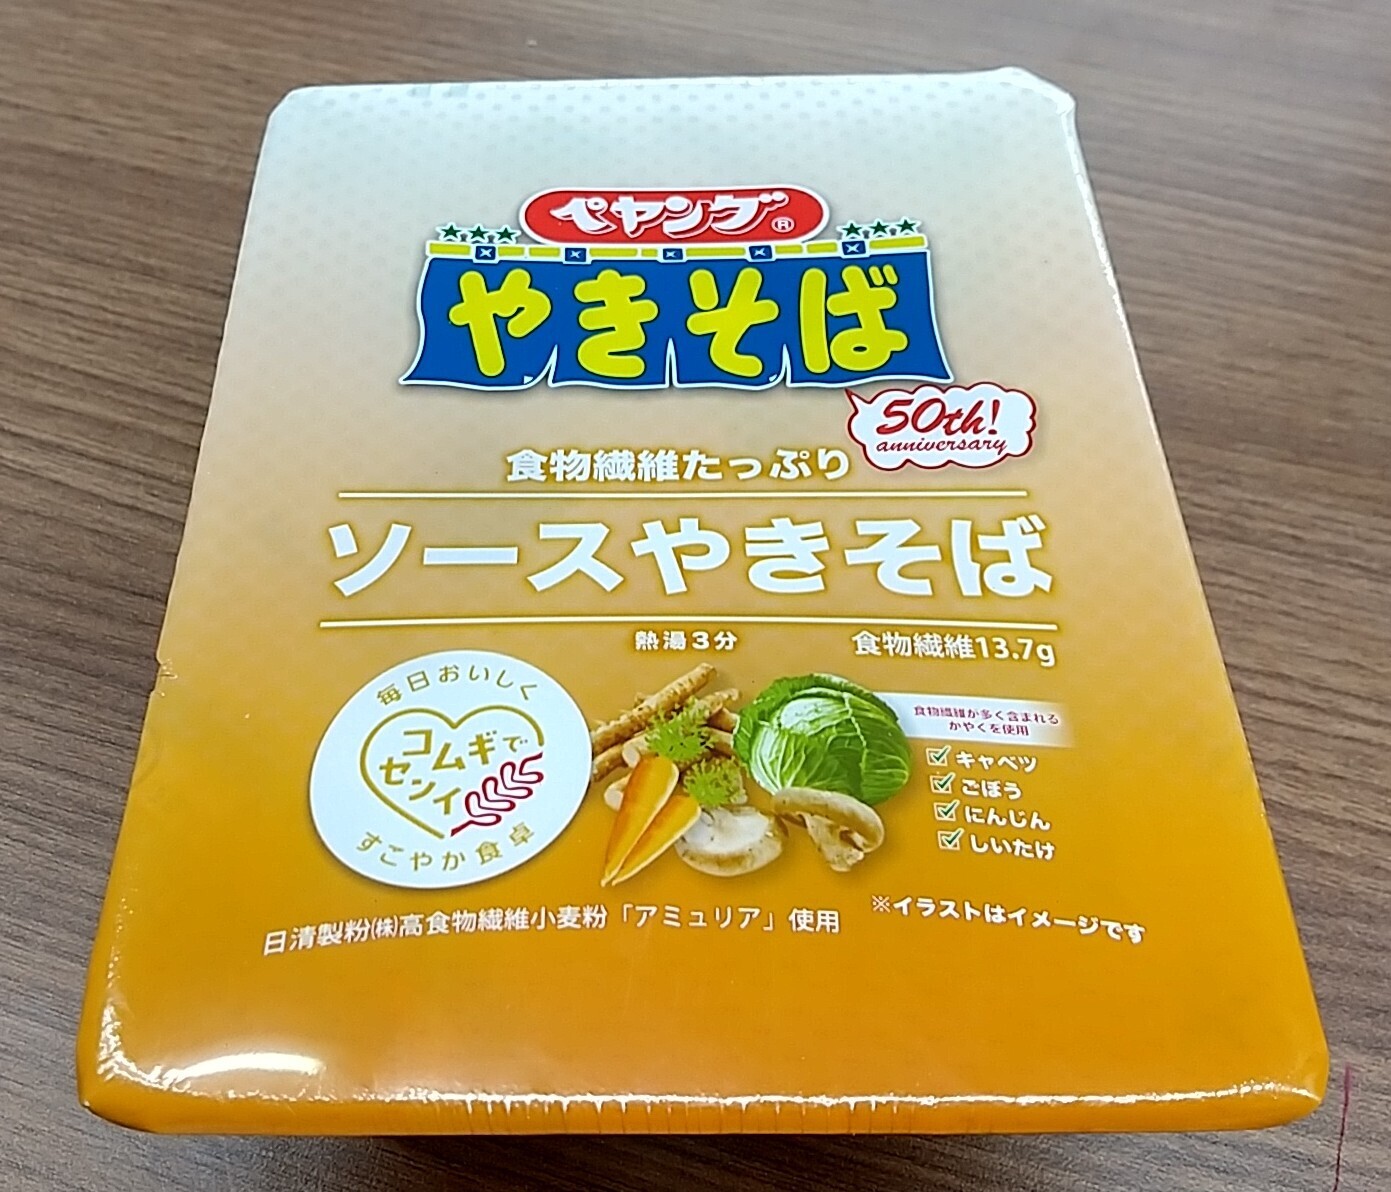 ペヤング®
やきそば
50th!
anniversary
食物繊維たっぷり
ソースやきそば
熱湯3分
食物繊維13.7g
毎日おいしく
コムギで
センイ
すこやか食卓
食物繊維が多く含まれる
かやくを使用
キャベツ
ごぼう
にんじん
しいたけ
※イラストはイメージです
日清製粉㈱高食物繊維小麦粉「アミュリア」使用